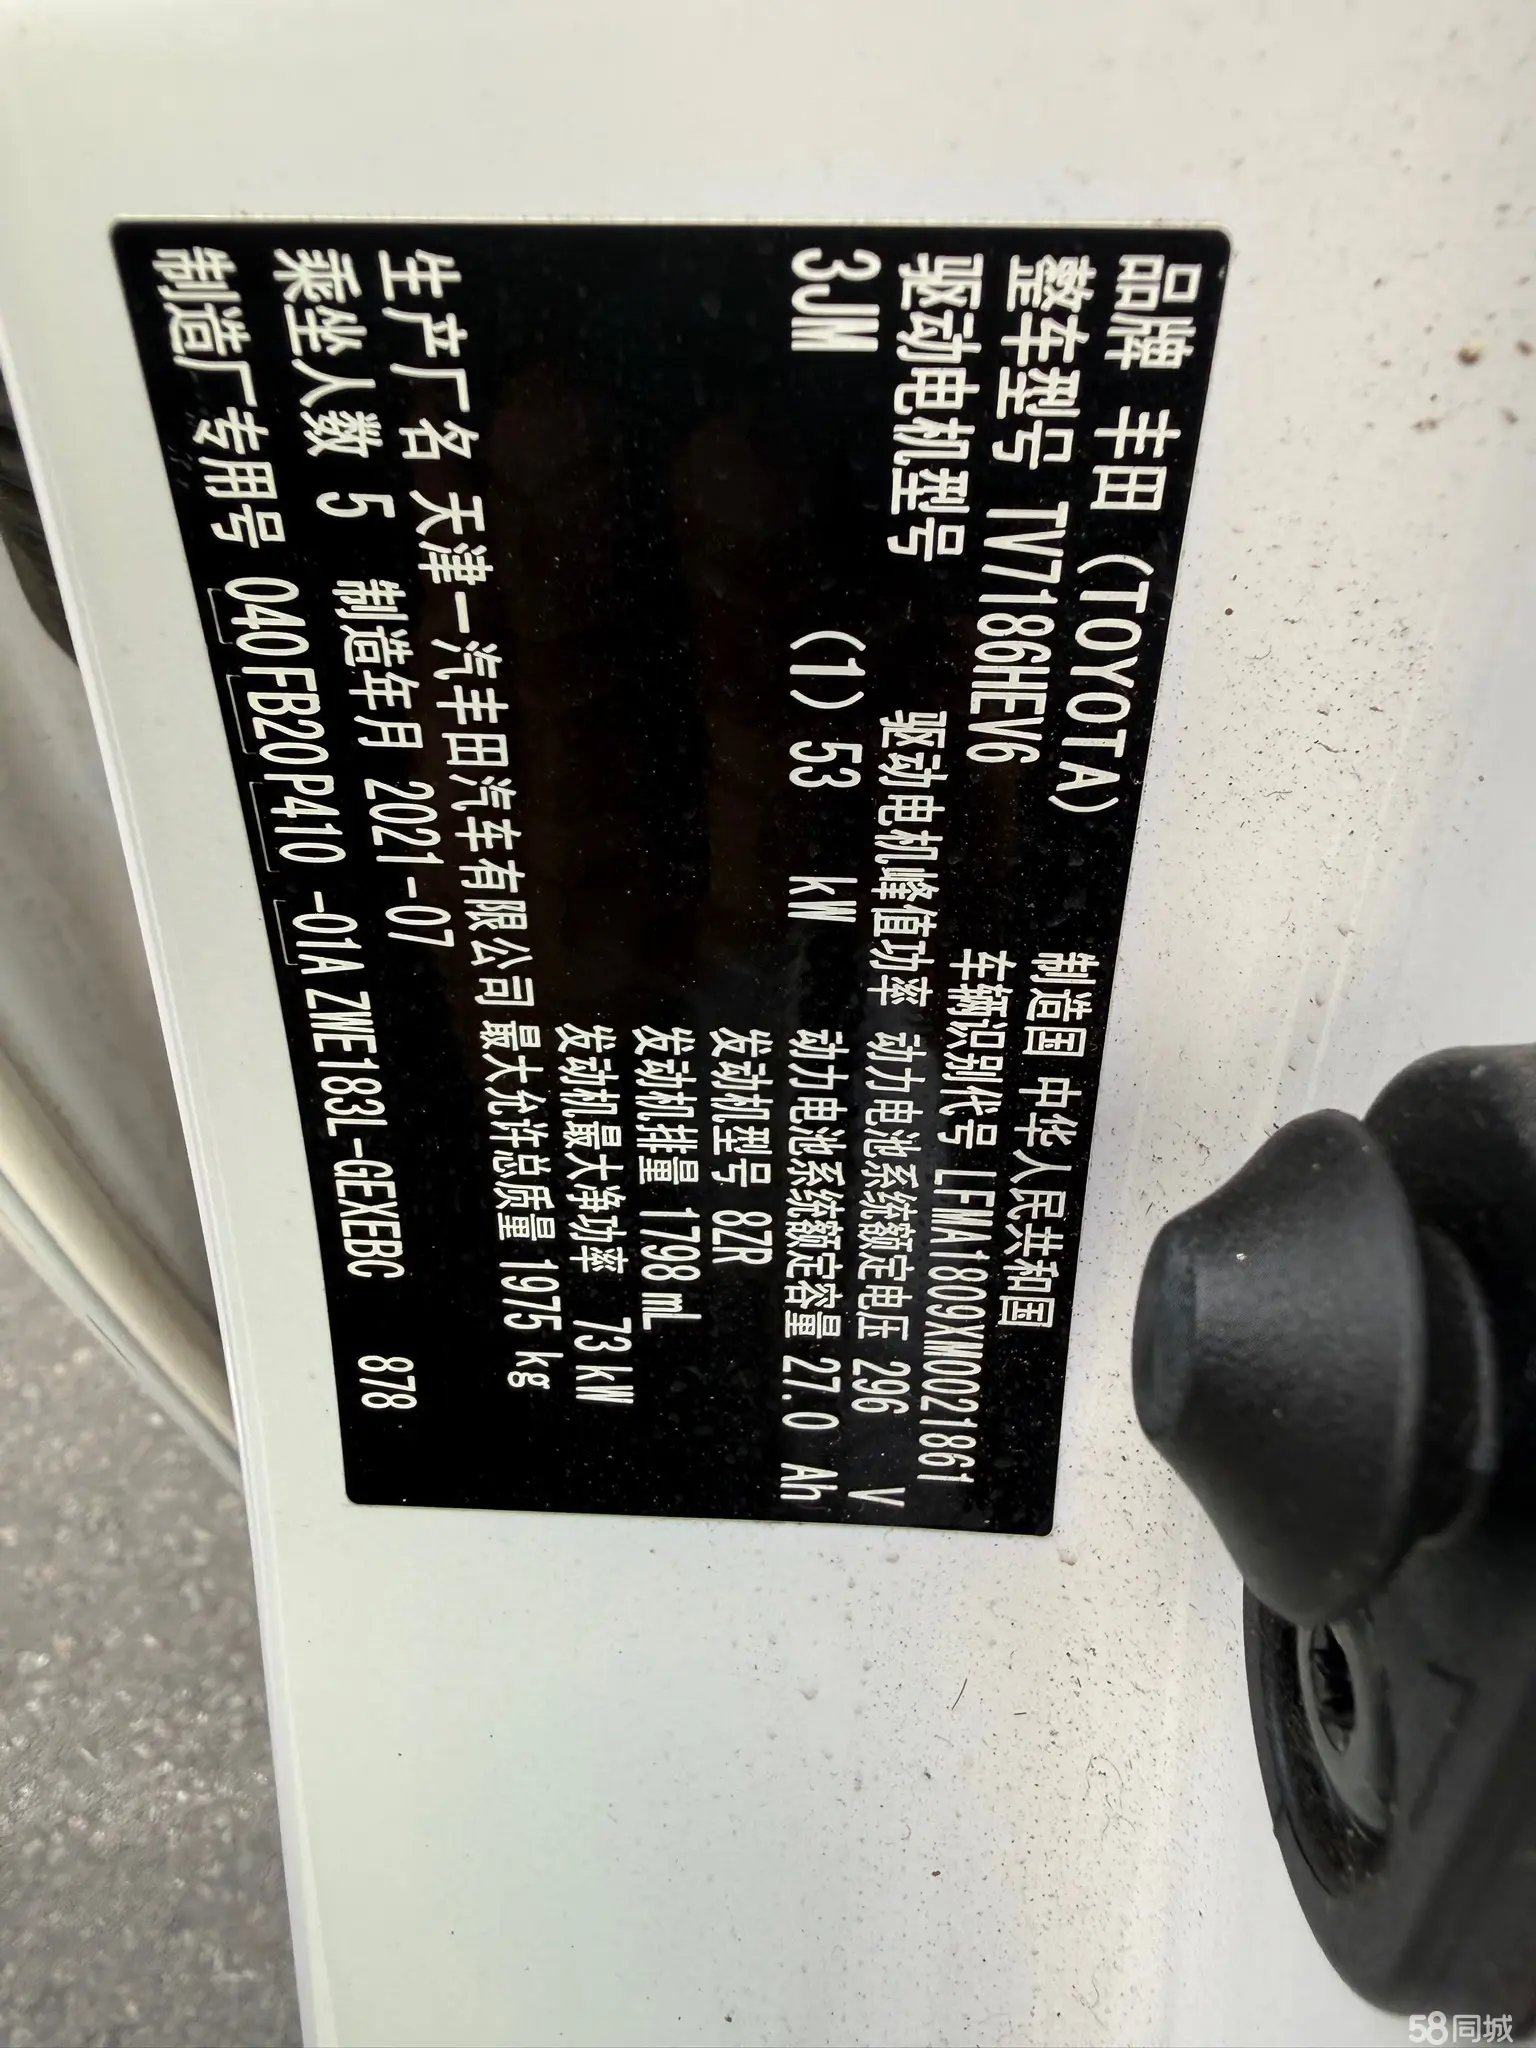 品牌 丰田(TOYOTA) 制造国 中华人民共和国
整车型号 TV7186HEV6 车辆识别代号 LFMA1809XM0021861
驱动电机型号 驱动电机峰值功率 动力电池系统额定电压 296 V
3JM (1) 53 kW 动力电池系统额定容量 27.0 Ah
发动机型号 8ZR
发动机排量 1798 mL
发动机最大净功率 73 kW
生产厂名 天津一汽丰田汽车有限公司 最大允许总质量 1975 kg
乘坐人数 5 制造年月 2021-07
制造厂专用号 040FB20P410 -01A ZWE183L-GEXEBC 878
58同城